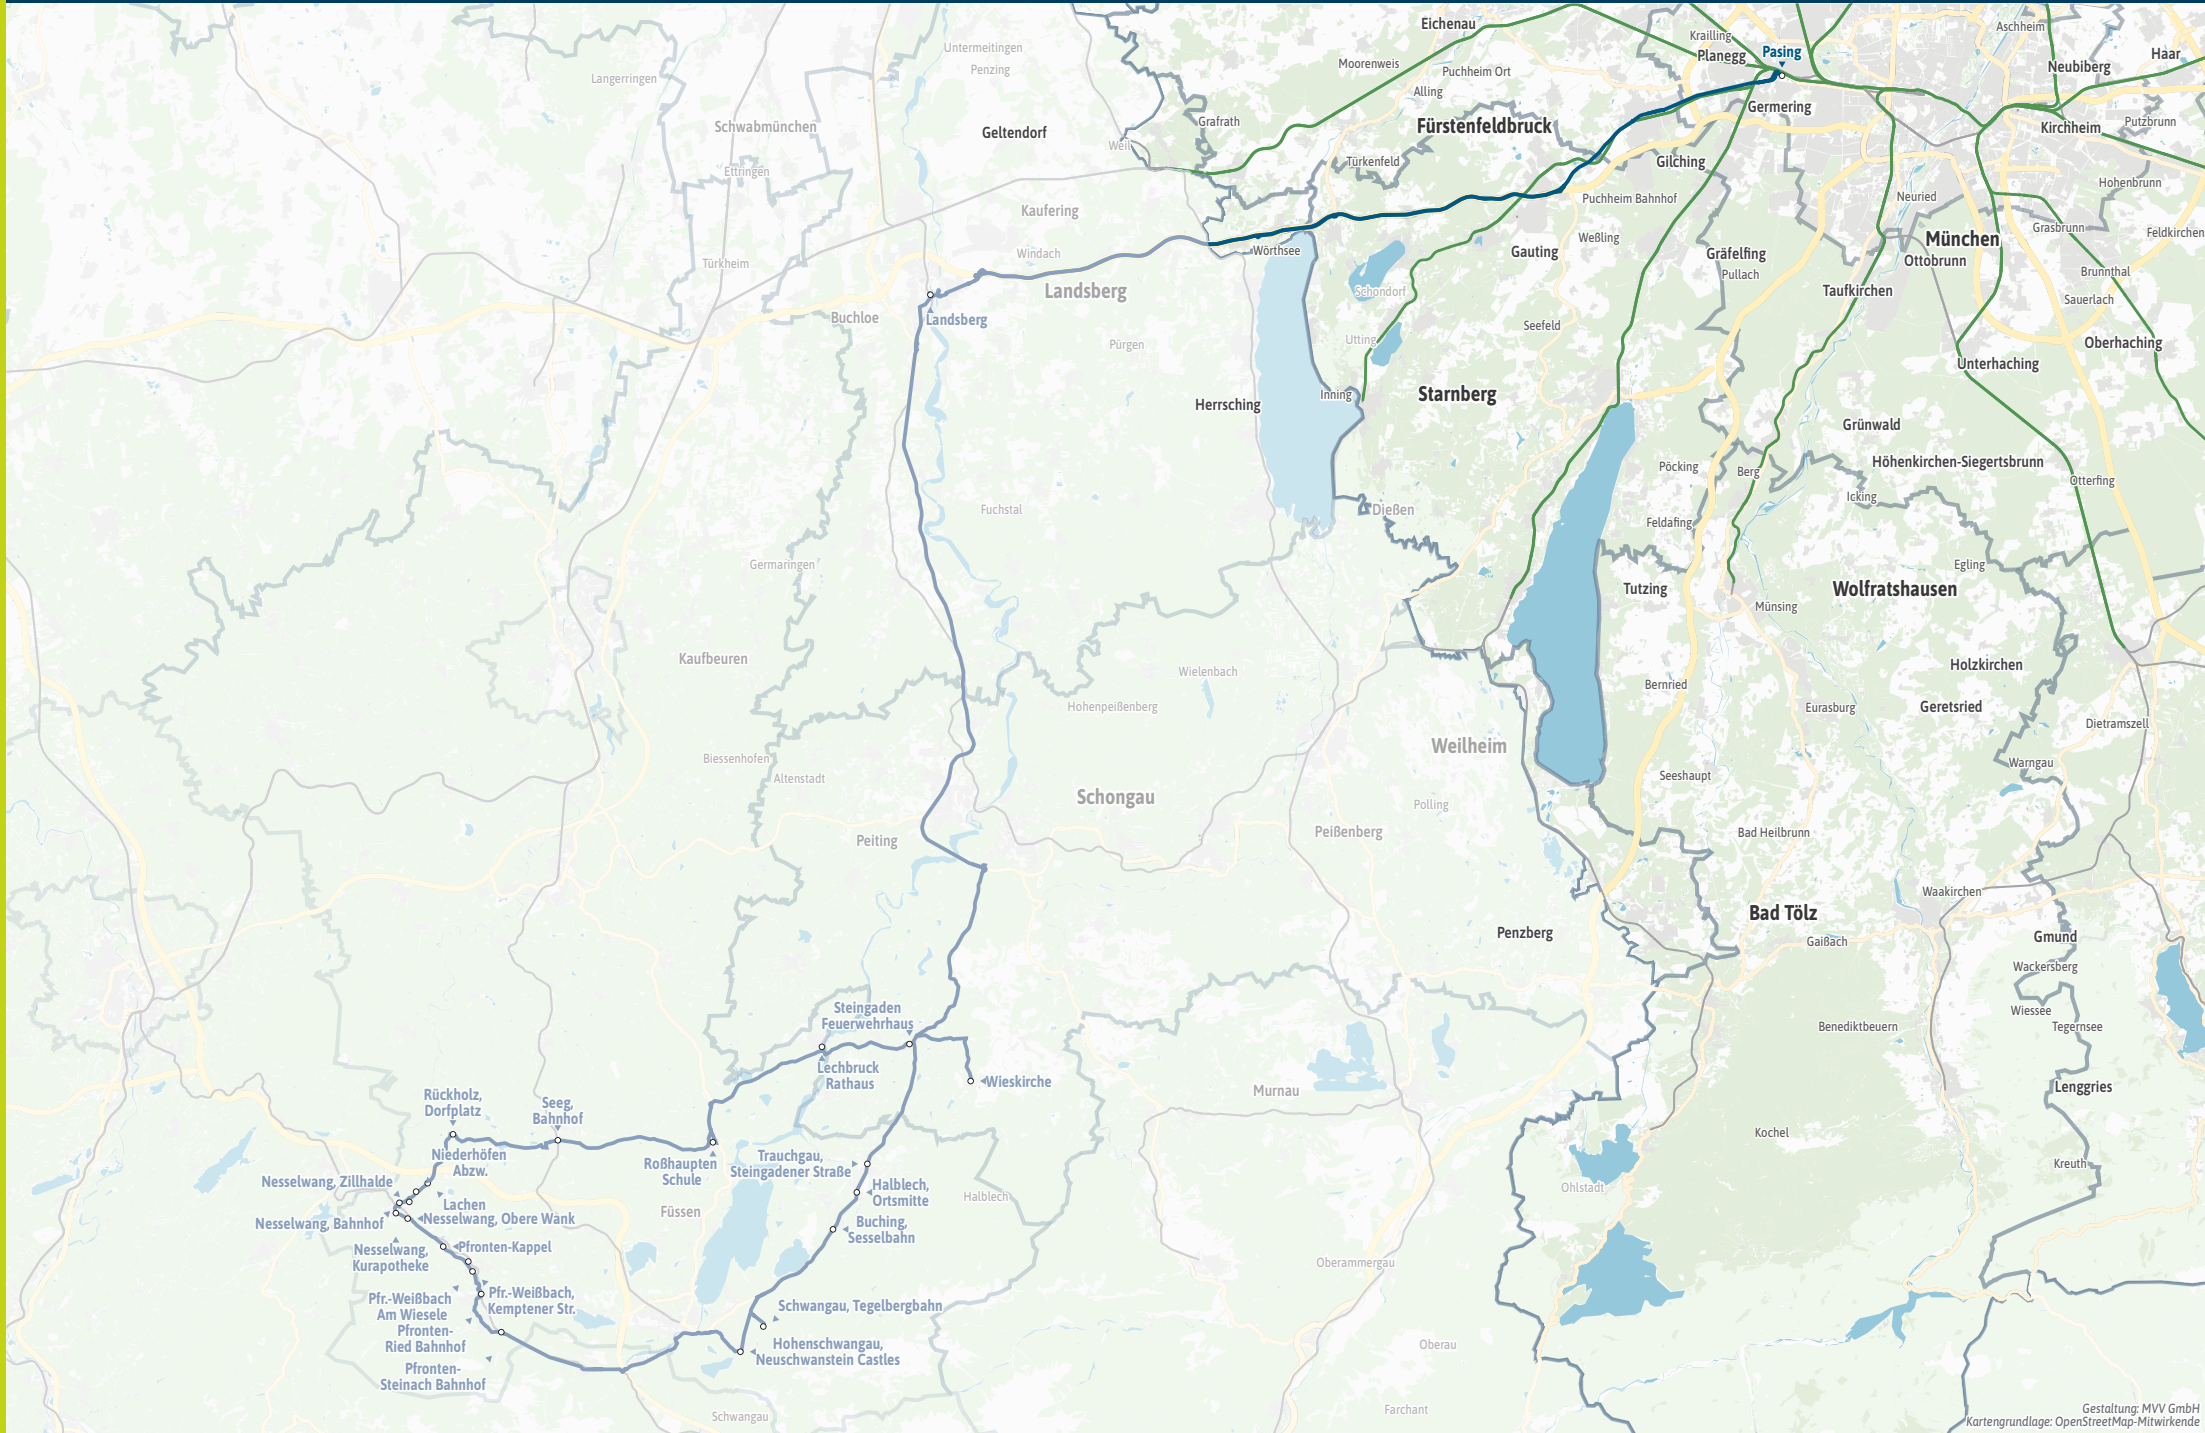 Eichenau
Aschheim
Krailling
Untermeitingen
Pasing
Planegg
Haar
Moorenweis
Neubiberg
Penzing
Puchheim Ort
Langerringen
Alling
Germering
Grafrath
Putzbrunn
Schwabmünchen
Fürstenfeldbruck
Kirchheim
Geltendorf
Weil
Türkenfeld
Gilching
Ettringen
Hohenbrunn
Neuried
Puchheim Bahnhof
Kaufering
Grasbrunn
Feldkirchen
Weßling
München
Wörthsee
Windach
Gauting
Gräfelfing
Ottobrunn
Türkheim
Pullach
Brunnthal
Landsberg
Schondorf
Taufkirchen
Sauerlach
Buchloe
Landsberg
Seefeld
Utting
Oberhaching
Pürgen
Unterhaching
Inning
Starnberg
Herrsching
Grünwald
Höhenkirchen-Siegertsbrunn
Pöcking
Berg
Otterfing
Icking
Fuchstal
Dießen
Feldafing
Germaringen
Egling
Tutzing
Wolfratshausen
Münsing
Kaufbeuren
Holzkirchen
Wielenbach
Bernried
Hohenpeißenberg
Eurasburg
Geretsried
Dietramszell
Weilheim
Biessenhofen
Warngau
Altenstadt
Seeshaupt
Schongau
Polling
Peißenberg
Bad Heilbrunn
Peiting
Waakirchen
Bad Tölz
Penzberg
Gaißach
Gmund
Wackersberg
Steingaden
Feuerwehrhaus
Wiessee
Benediktbeuern
Tegernsee
Lechbruck
Rathaus
Wieskirche
Murnau
Lenggries
Rückholz,
Dorfplatz
Seeg,
Bahnhof
Kochel
Niederhöfen
Abzw.
Roßhaupten
Schule
Trauchgau,
Steingadener Straße
Kreuth
Nesselwang, Zillhalde
Halblech,
Ortsmitte
Ohlstadt
Halblech
Lachen
Füssen
Nesselwang, Bahnhof
Nesselwang, Obere Wank
Buching,
Sesselbahn
Nesselwang,
Kurapotheke
Pfronten-Kappel
Oberammergau
Pfr.-Weißbach
Am Wiesele
Pfr.-Weißbach,
Kemptener Str.
Schwangau, Tegelbergbahn
Pfronten-
Ried Bahnhof
Hohenschwangau,
Neuschwanstein Castles
Oberau
Pfronten-
Steinach Bahnhof
Schwangau
Farchant
Gestaltung: MVV GmbH
Kartengrundlage: OpenStreetMap-Mitwirkende